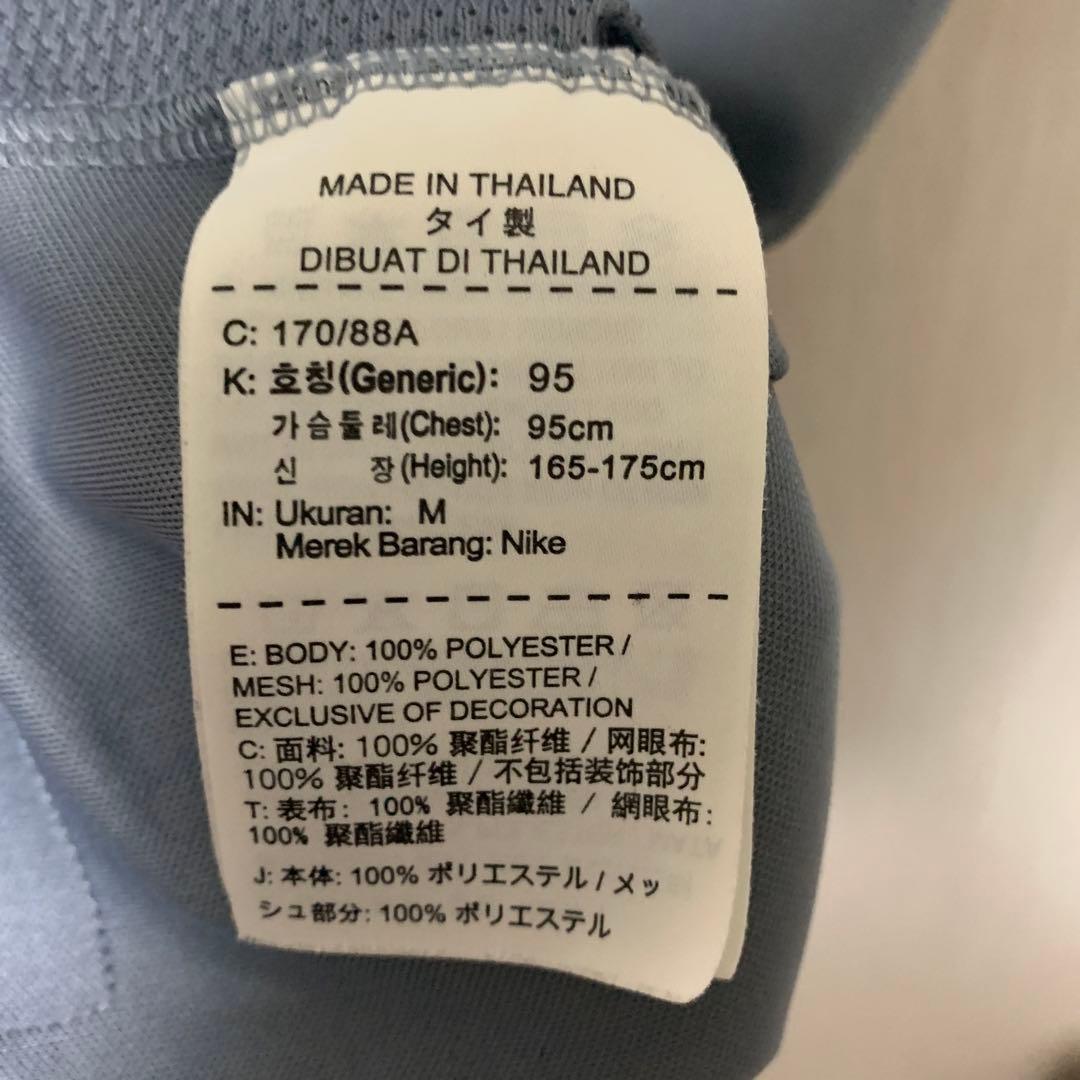 MADE IN THAILAND
タイ製
DIBUAT DI THAILAND
C: 170/88A
K: 호칭(Generic): 95
가슴둘레(Chest): 95cm
신 장(Height): 165-175cm
IN: Ukuran: M
Merek Barang: Nike
E: BODY: 100% POLYESTER /
MESH: 100% POLYESTER /
EXCLUSIVE OF DECORATION
C: 面料: 100% 聚酯纤维 / 网眼布:
100% 聚酯纤维 / 不包括装饰部分
T: 表布: 100% 聚酯纖維 / 網眼布:
100% 聚酯纖維
J: 本体: 100% ポリエステル / メッ
シュ部分: 100% ポリエステル